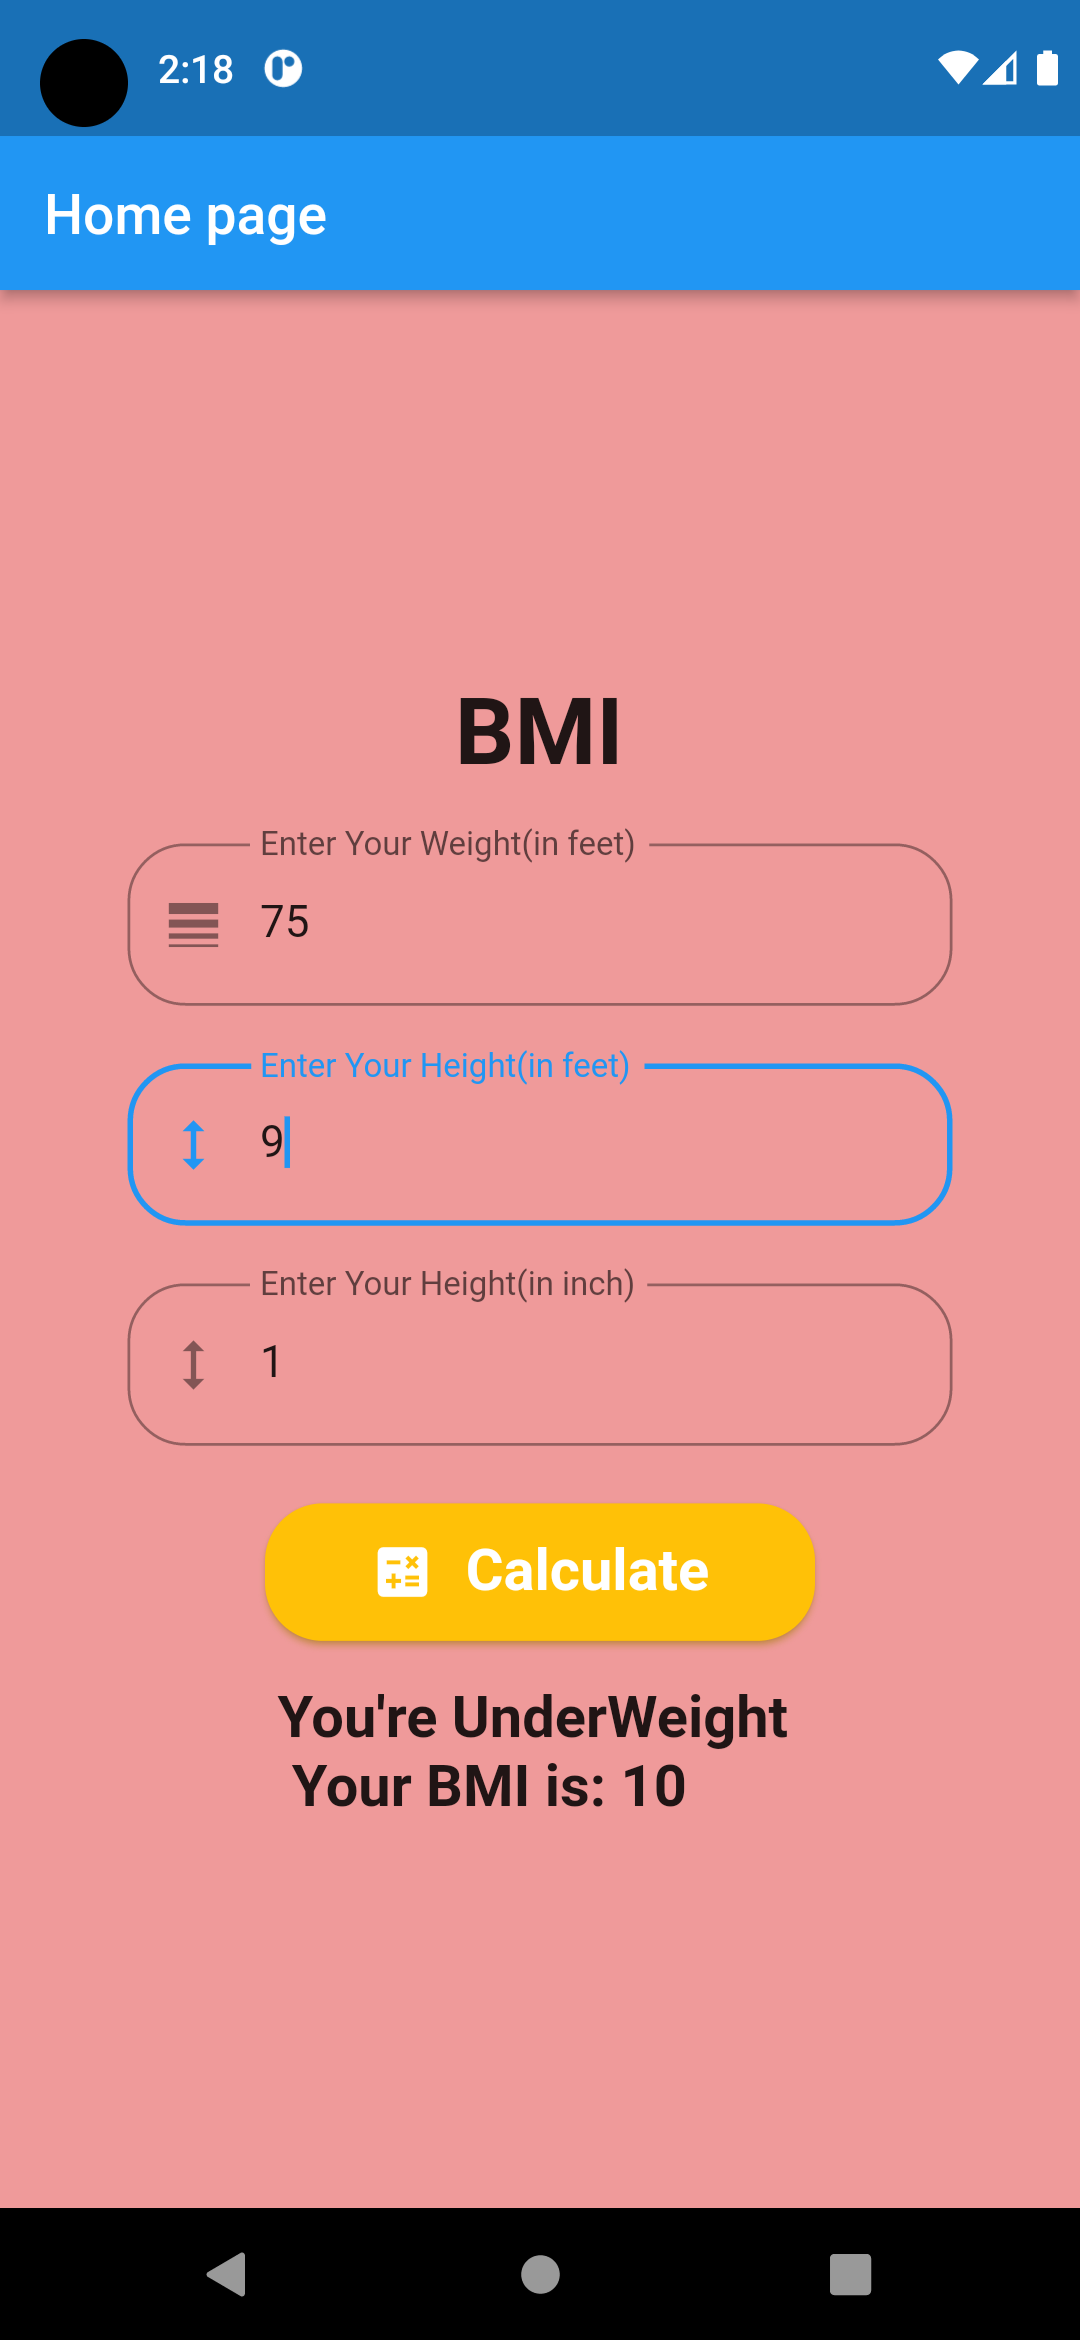 2:18
Home page
BMI
Enter Your Weight(in feet)
75
Enter Your Height(in feet)
9
Enter Your Height(in inch)
1
Calculate
You're UnderWeight
Your BMI is: 10